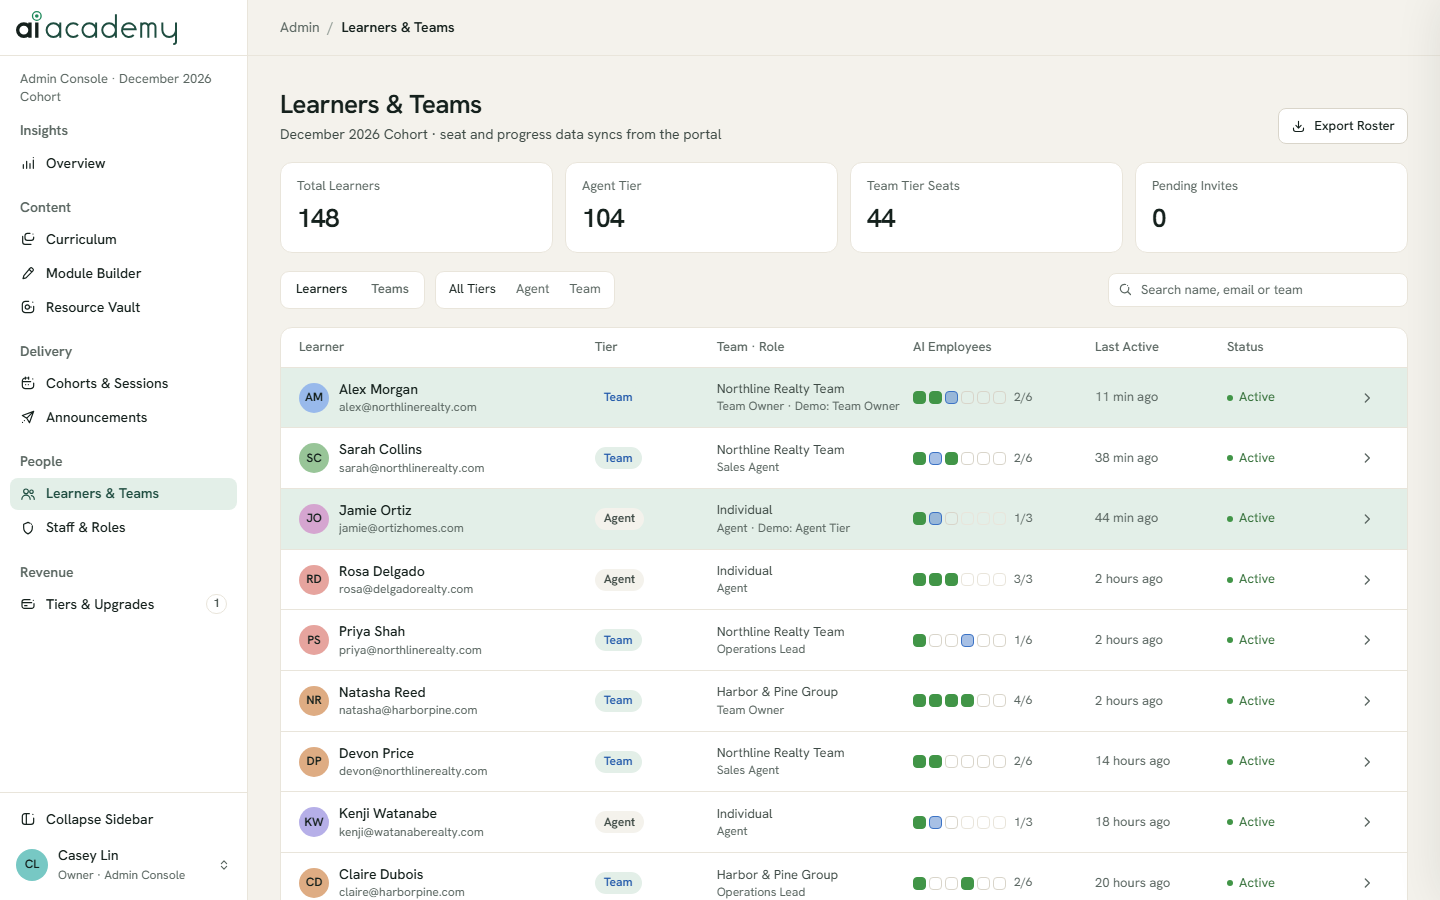 ai academy
Admin Console · December 2026
Cohort
Insights
Overview
Content
Curriculum
Module Builder
Resource Vault
Delivery
Cohorts & Sessions
Announcements
People
Learners & Teams
Staff & Roles
Revenue
Tiers & Upgrades 1
Collapse Sidebar
CL Casey Lin
Owner · Admin Console
Admin / Learners & Teams
Learners & Teams
December 2026 Cohort · seat and progress data syncs from the portal
Export Roster
Total Learners
148
Agent Tier
104
Team Tier Seats
44
Pending Invites
0
Learners Teams All Tiers Agent Team Search name, email or team
Learner Tier Team · Role AI Employees Last Active Status
AM Alex Morgan Team Northline Realty Team 2/6 11 min ago Active
alex@northlinerealty.com Team Owner · Demo: Team Owner
SC Sarah Collins Team Northline Realty Team 2/6 38 min ago Active
sarah@northlinerealty.com Sales Agent
JO Jamie Ortiz Agent Individual 1/3 44 min ago Active
jamie@ortizhomes.com Agent · Demo: Agent Tier
RD Rosa Delgado Agent Individual 3/3 2 hours ago Active
rosa@delgadorealty.com Agent
PS Priya Shah Team Northline Realty Team 1/6 2 hours ago Active
priya@northlinerealty.com Operations Lead
NR Natasha Reed Team Harbor & Pine Group 4/6 2 hours ago Active
natasha@harborpine.com Team Owner
DP Devon Price Team Northline Realty Team 2/6 14 hours ago Active
devon@northlinerealty.com Sales Agent
KW Kenji Watanabe Agent Individual 1/3 18 hours ago Active
kenji@watanaberealty.com Agent
CD Claire Dubois Team Harbor & Pine Group 2/6 20 hours ago Active
claire@harborpine.com Operations Lead